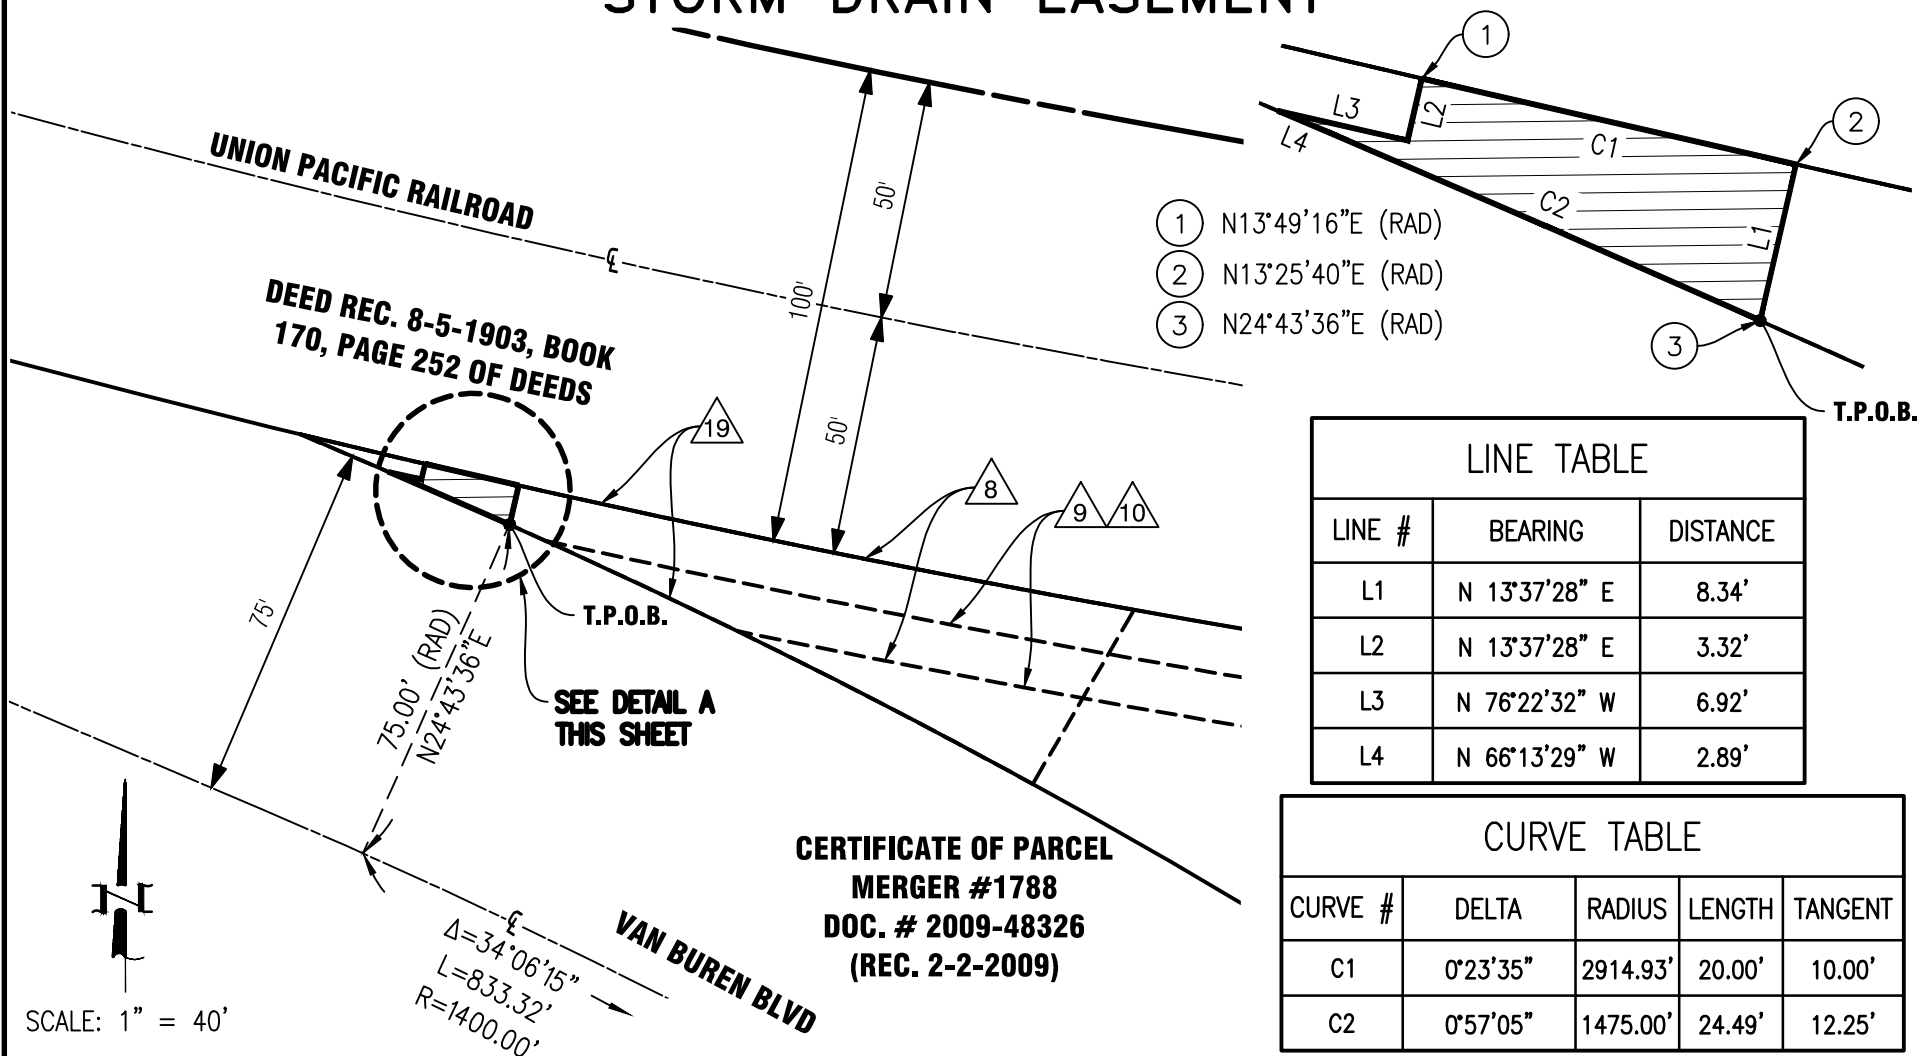 STORM DRAIN EASEMENT
UNION PACIFIC RAILROAD
℄
DEED REC. 8-5-1903, BOOK
170, PAGE 252 OF DEEDS
100'
50'
50'
19
8
9
10
75'
75.00' (RAD)
N24°43'36"E
T.P.O.B.
SEE DETAIL A
THIS SHEET
N
SCALE: 1" = 40'
℄
Δ=34°06'15"
L=833.32'
R=1400.00'
VAN BUREN BLVD
CERTIFICATE OF PARCEL
MERGER #1788
DOC. # 2009-48326
(REC. 2-2-2009)
1
2
3
L3
L2
L4
C1
C2
L1
T.P.O.B.
1 N13°49'16"E (RAD)
2 N13°25'40"E (RAD)
3 N24°43'36"E (RAD)
LINE TABLE
LINE # BEARING DISTANCE
L1 N 13°37'28" E 8.34'
L2 N 13°37'28" E 3.32'
L3 N 76°22'32" W 6.92'
L4 N 66°13'29" W 2.89'
CURVE TABLE
CURVE # DELTA RADIUS LENGTH TANGENT
C1 0°23'35" 2914.93' 20.00' 10.00'
C2 0°57'05" 1475.00' 24.49' 12.25'